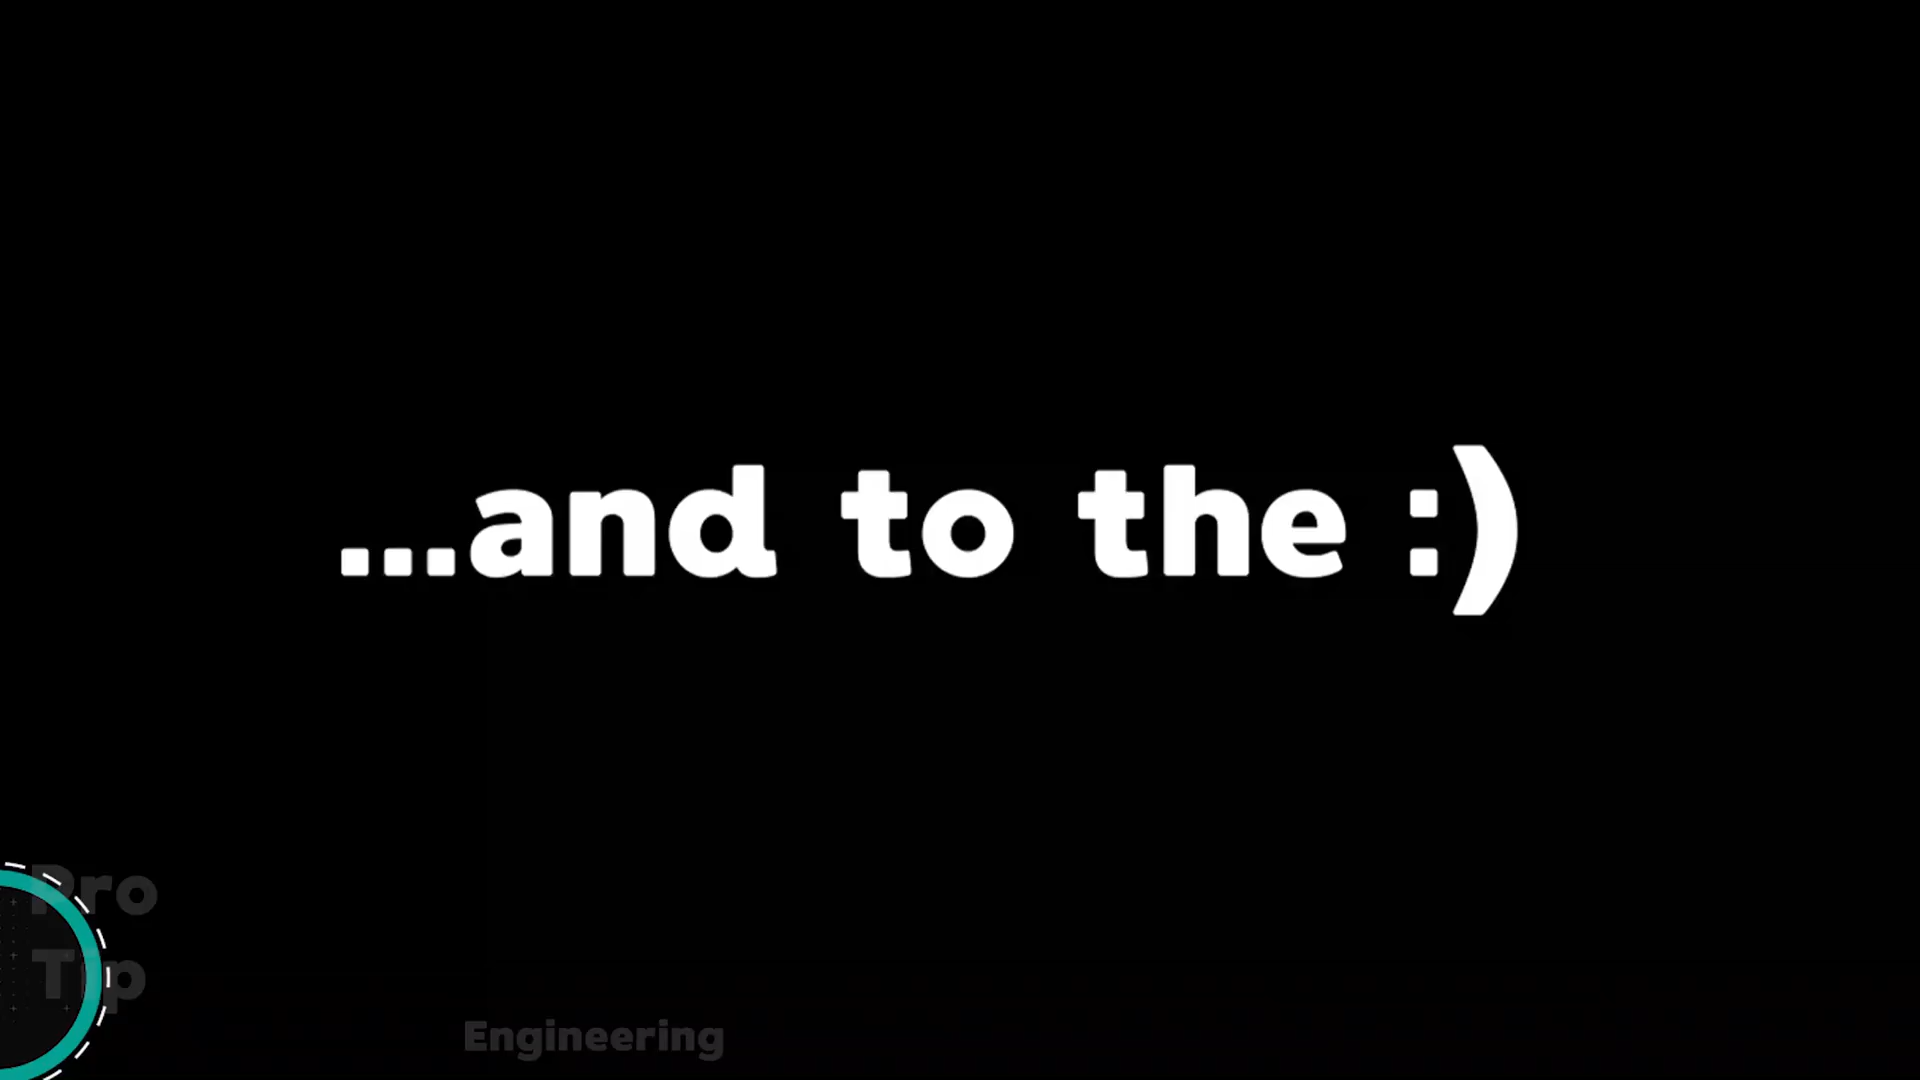 ...and to the :)
Pro
Tip
Engineering